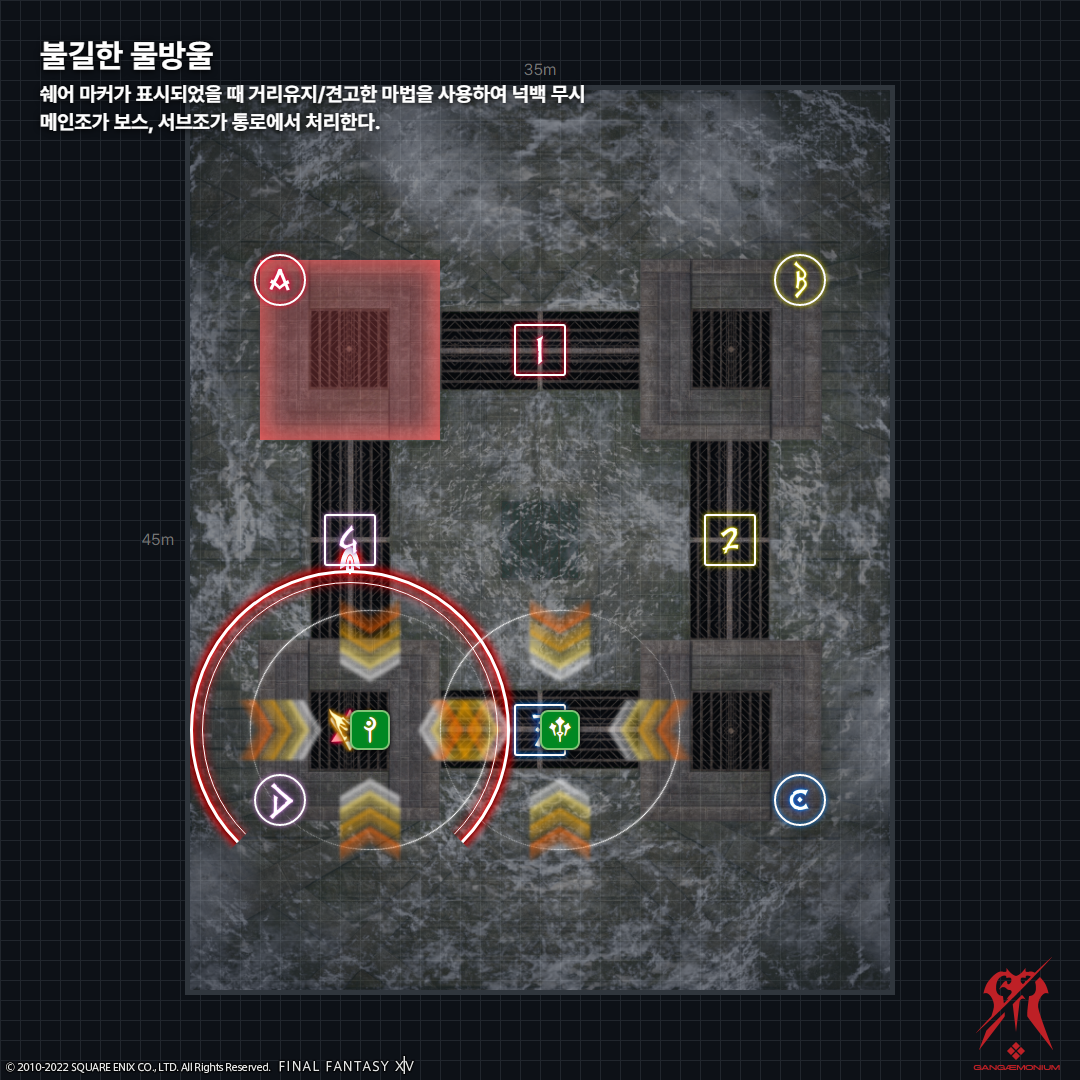 불길한 물방울
35m
쉐어 마커가 표시되었을 때 거리유지/견고한 마법을 사용하여 넉백 무시
메인조가 보스, 서브조가 통로에서 처리한다.
A
B
1
2
45m
D
C
© 2010-2022 SQUARE ENIX CO., LTD. All Rights Reserved. FINAL FANTASY XIV
GANGÆMONIUM